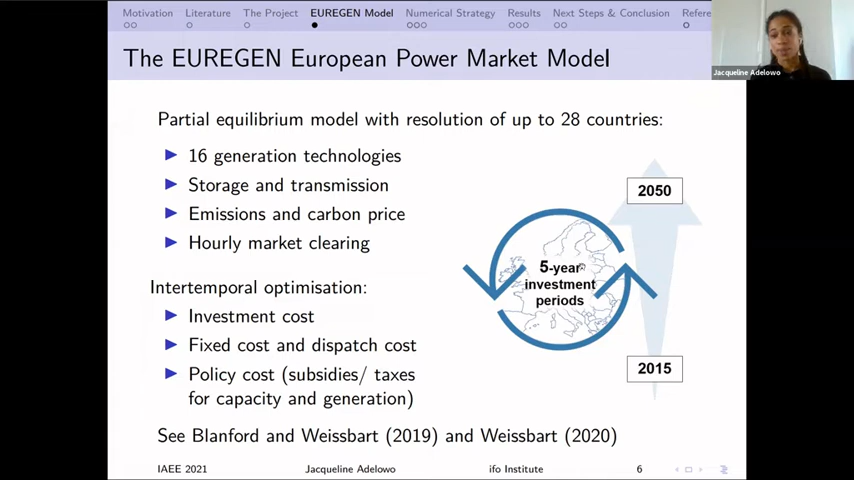 Motivation Literature The Project EUREGEN Model Numerical Strategy Results Next Steps & Conclusion Refere
The EUREGEN European Power Market Model
Jacqueline Adelowo
Partial equilibrium model with resolution of up to 28 countries:
16 generation technologies
Storage and transmission
Emissions and carbon price
Hourly market clearing
2050
5-year
investment
periods
2015
Intertemporal optimisation:
Investment cost
Fixed cost and dispatch cost
Policy cost (subsidies/ taxes
for capacity and generation)
See Blanford and Weissbart (2019) and Weissbart (2020)
IAEE 2021 Jacqueline Adelowo ifo Institute 6